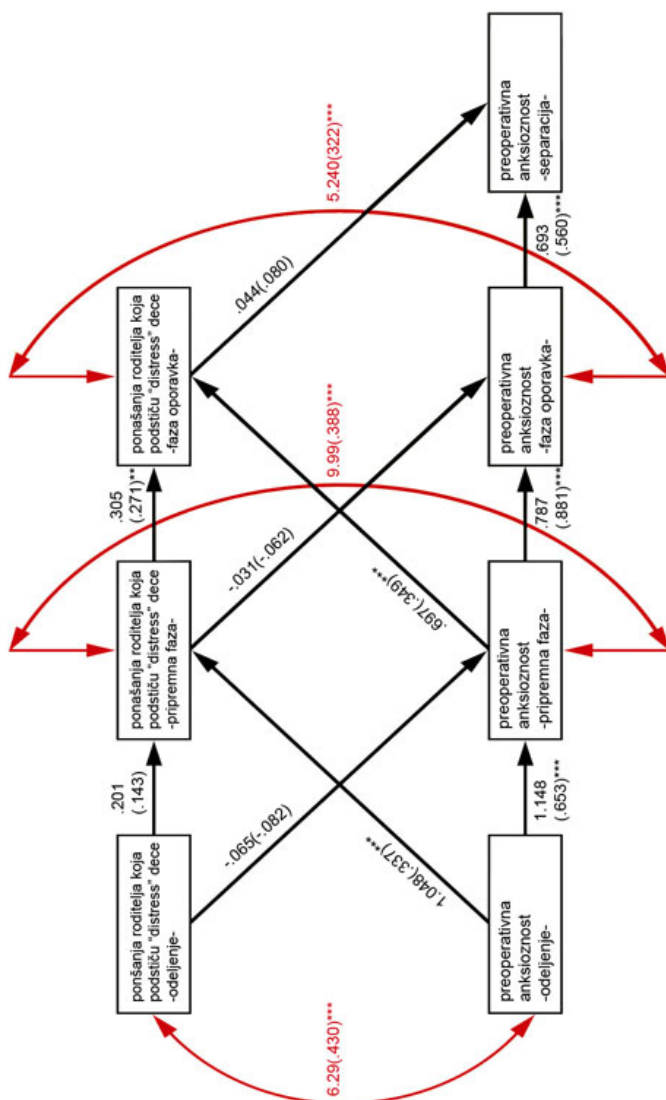 ponšanja roditelja koja
podstiču "distress" dece
-odeljenje-
.201
(.143)
ponašanja roditelja koja
podstiču "distress" dece
-pripremna faza-
.305
(.271)**
ponašanja roditelja koja
podstiču "distress" dece
-faza oporavka-
6.29(.430)***
-.065(-.082)
1.048(.337)***
-.031(-.062)
.697(.349)***
9.99(.388)***
.044(.080)
5.240(322)***
preoperativna
anksioznost
-odeljenje-
1.148
(.653)***
preoperativna
anksioznost
-pripremna faza-
.787
(.881)***
preoperativna
anksioznost
-faza oporavka-
.693
(.560)***
preoperativna
anksioznost
-separacija-